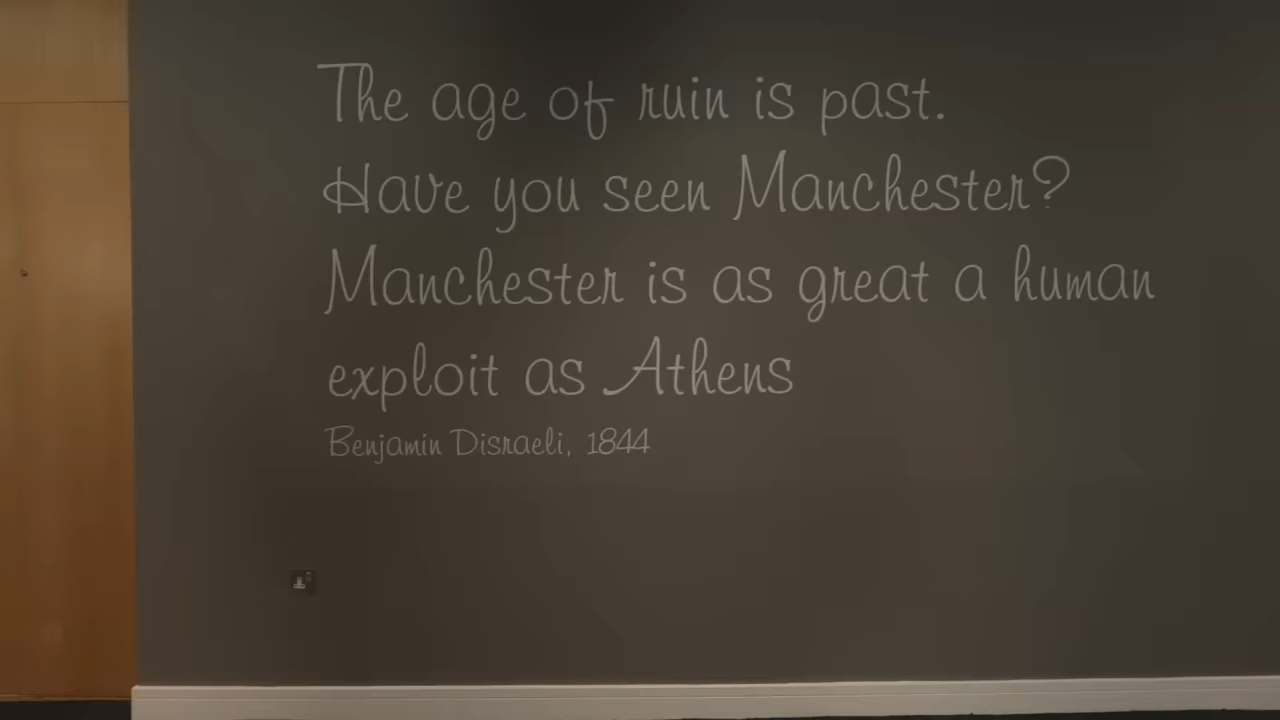 The age of ruin is past.
Have you seen Manchester?
Manchester is as great a human
exploit as Athens
Benjamin Disraeli, 1844